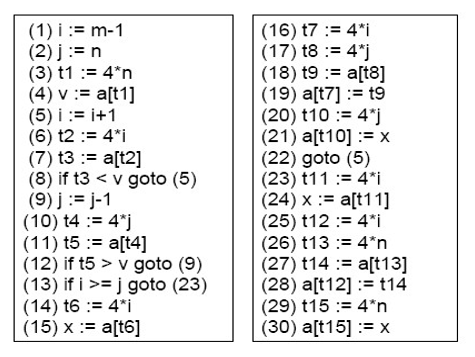 (1) i := m-1
(2) j := n
(3) t1 := 4*n
(4) v := a[t1]
(5) i := i+1
(6) t2 := 4*i
(7) t3 := a[t2]
(8) if t3 < v goto (5)
(9) j := j-1
(10) t4 := 4*j
(11) t5 := a[t4]
(12) if t5 > v goto (9)
(13) if i >= j goto (23)
(14) t6 := 4*i
(15) x := a[t6]
(16) t7 := 4*i
(17) t8 := 4*j
(18) t9 := a[t8]
(19) a[t7] := t9
(20) t10 := 4*j
(21) a[t10] := x
(22) goto (5)
(23) t11 := 4*i
(24) x := a[t11]
(25) t12 := 4*i
(26) t13 := 4*n
(27) t14 := a[t13]
(28) a[t12] := t14
(29) t15 := 4*n
(30) a[t15] := x